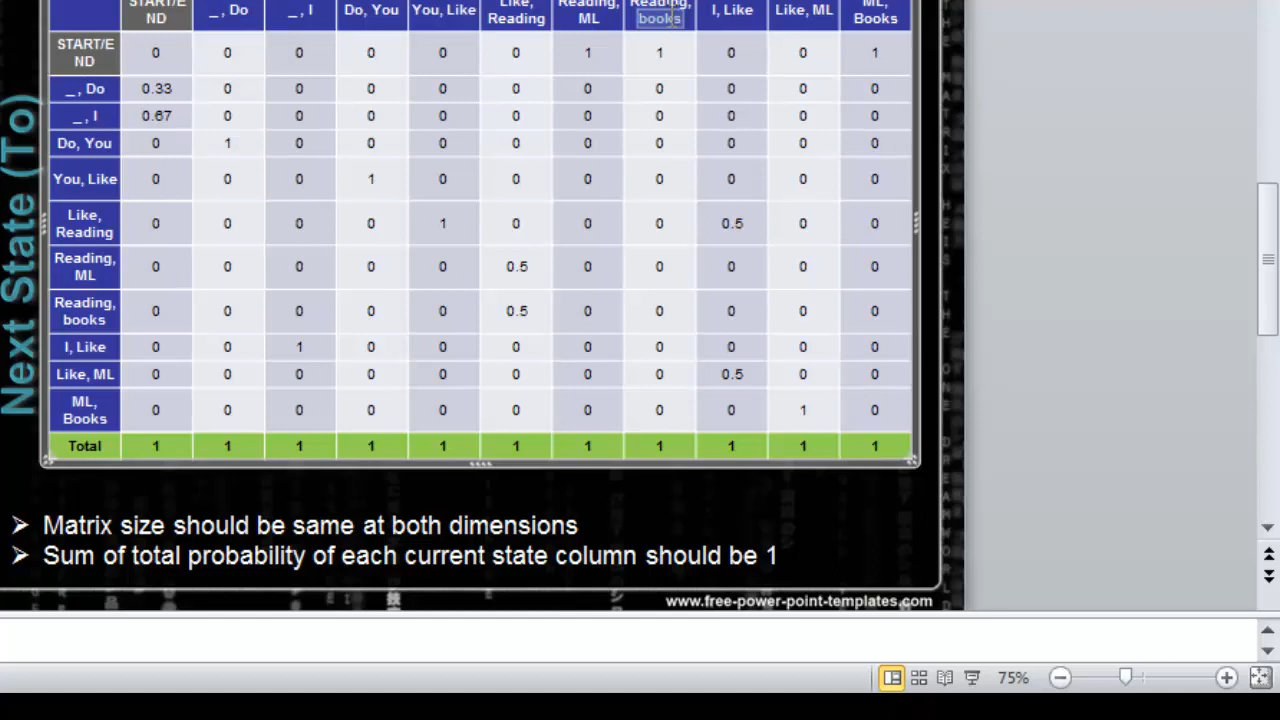 START/E _ , Do _ , I Do, You You, Like Like, Reading, Reading, I, Like Like, ML ML,
ND Reading ML books Books
START/E
ND 0 0 0 0 0 0 1 1 0 0 1
_ , Do 0.33 0 0 0 0 0 0 0 0 0 0
_ , I 0.67 0 0 0 0 0 0 0 0 0 0
Do, You 0 1 0 0 0 0 0 0 0 0 0
You, Like 0 0 0 1 0 0 0 0 0 0 0
Like,
Reading 0 0 0 0 1 0 0 0 0.5 0 0
Reading,
ML 0 0 0 0 0 0.5 0 0 0 0 0
Reading,
books 0 0 0 0 0 0.5 0 0 0 0 0
I, Like 0 0 1 0 0 0 0 0 0 0 0
Like, ML 0 0 0 0 0 0 0 0 0.5 0 0
ML,
Books 0 0 0 0 0 0 0 0 0 1 0
Total 1 1 1 1 1 1 1 1 1 1 1
Next State (To)
➢ Matrix size should be same at both dimensions
➢ Sum of total probability of each current state column should be 1
www.free-power-point-templates.com
75%